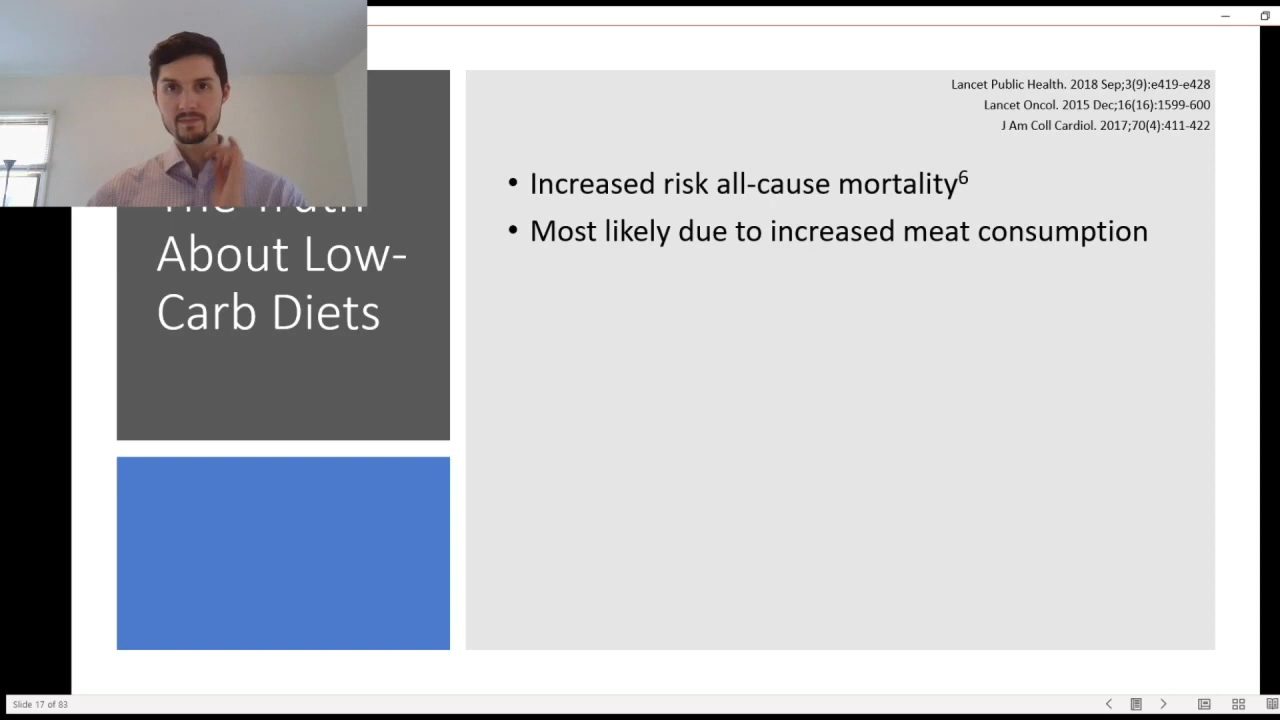 Lancet Public Health. 2018 Sep;3(9):e419-e428
Lancet Oncol. 2015 Dec;16(16):1599-600
J Am Coll Cardiol. 2017;70(4):411-422
The Truth
About Low-
Carb Diets
• Increased risk all-cause mortality⁶
• Most likely due to increased meat consumption
Slide 17 of 83